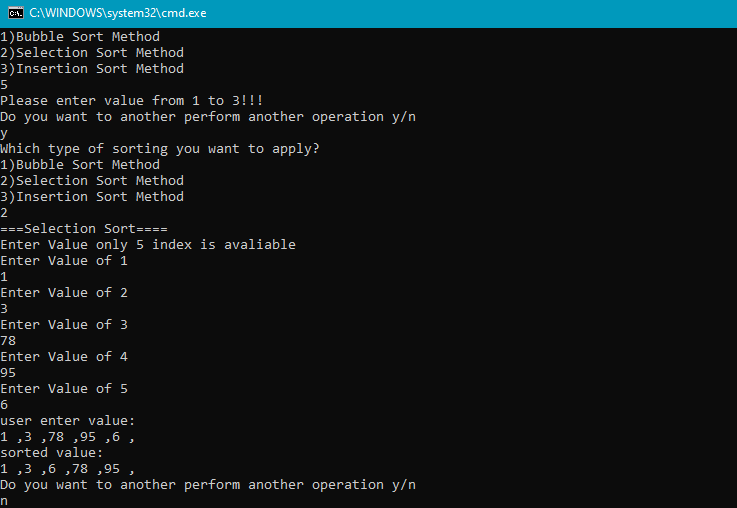 C:\WINDOWS\system32\cmd.exe
1)Bubble Sort Method
2)Selection Sort Method
3)Insertion Sort Method
5
Please enter value from 1 to 3!!!
Do you want to another perform another operation y/n
y
Which type of sorting you want to apply?
1)Bubble Sort Method
2)Selection Sort Method
3)Insertion Sort Method
2
===Selection Sort====
Enter Value only 5 index is avaliable
Enter Value of 1
1
Enter Value of 2
3
Enter Value of 3
78
Enter Value of 4
95
Enter Value of 5
6
user enter value:
1 ,3 ,78 ,95 ,6 ,
sorted value:
1 ,3 ,6 ,78 ,95 ,
Do you want to another perform another operation y/n
n